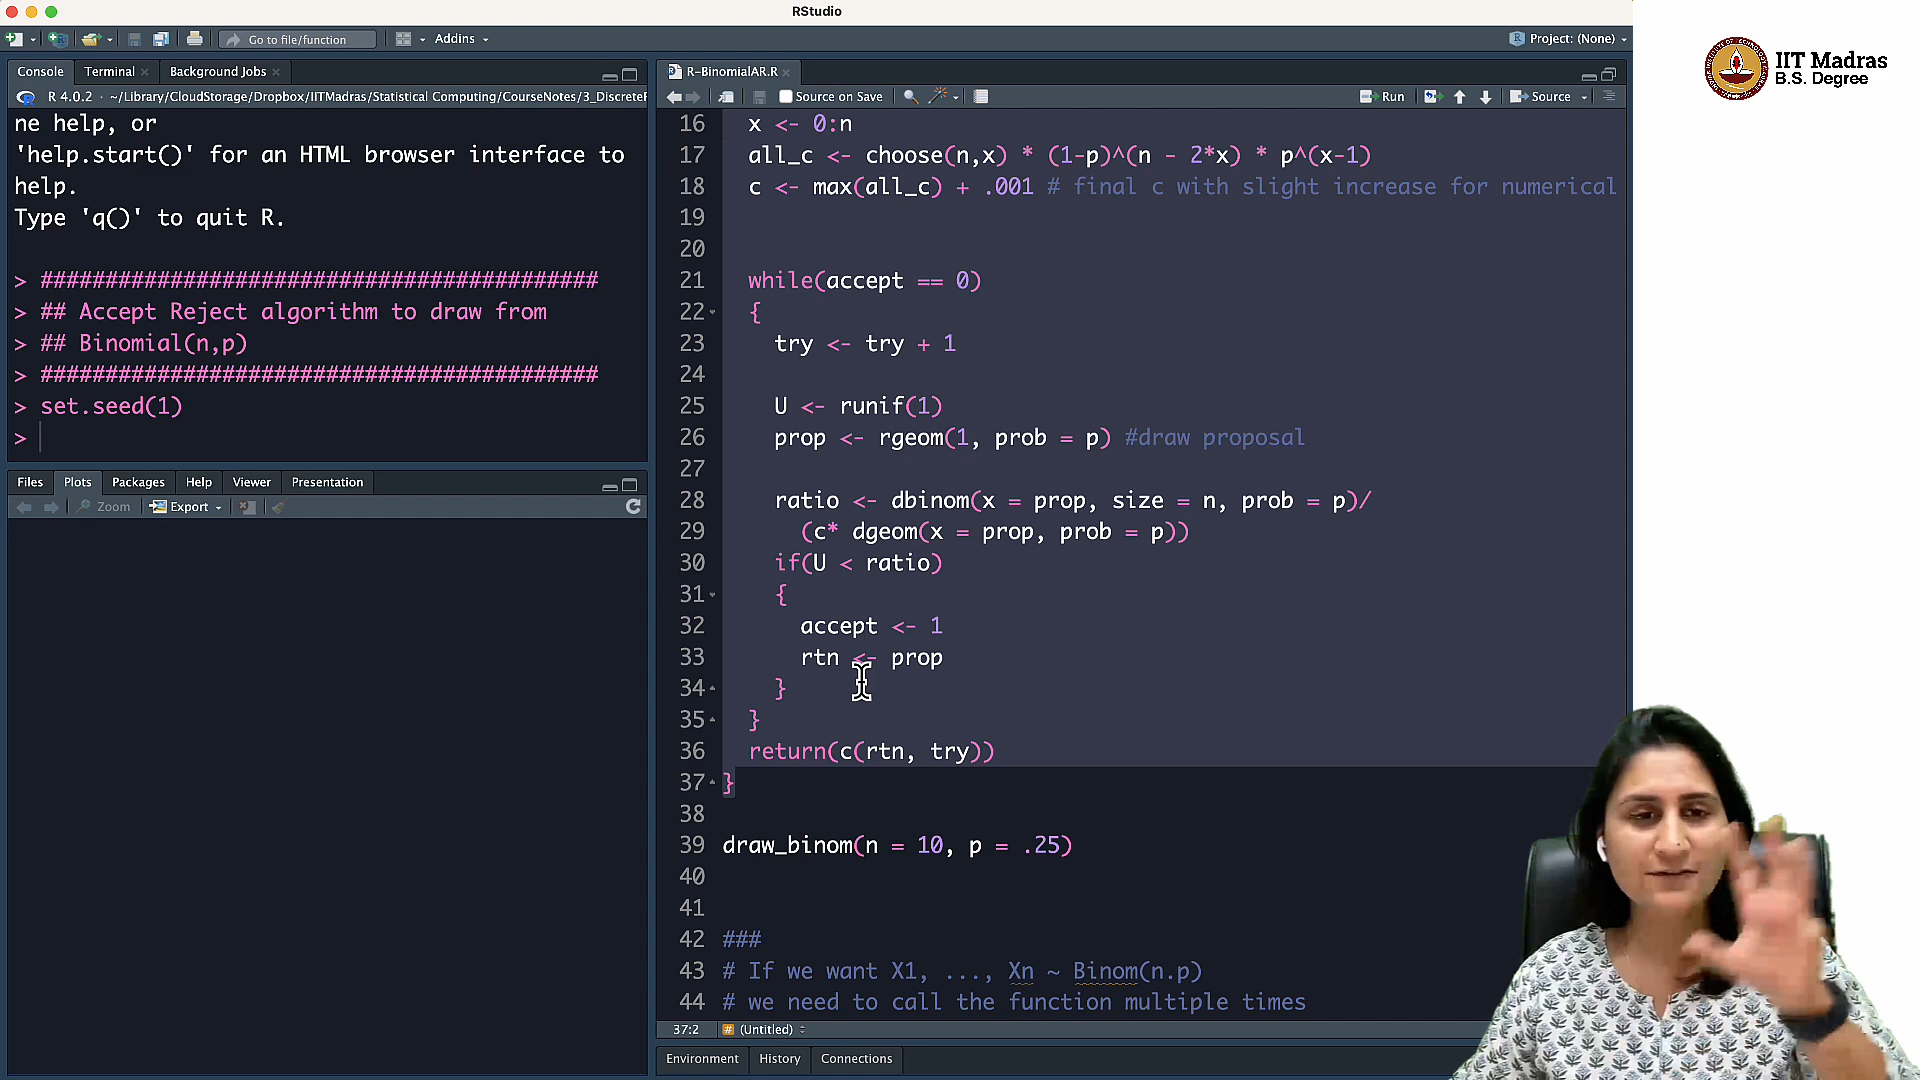 RStudio
Go to file/function
Addins
Project: (None)
Console
Terminal
Background Jobs
R 4.0.2 · ~/Library/CloudStorage/Dropbox/IITMadras/Statistical Computing/CourseNotes/3_Discrete
ne help, or
'help.start()' for an HTML browser interface to
help.
Type 'q()' to quit R.
> ###########################################
> ## Accept Reject algorithm to draw from
> ## Binomial(n,p)
> ###########################################
> set.seed(1)
>
Files
Plots
Packages
Help
Viewer
Presentation
Zoom
Export
R-BinomialAR.R
Source on Save
Run
Source
16 x <- 0:n
17 all_c <- choose(n,x) * (1-p)^(n - 2*x) * p^(x-1)
18 c <- max(all_c) + .001 # final c with slight increase for numerical
19
20
21 while(accept == 0)
22 {
23 try <- try + 1
24
25 U <- runif(1)
26 prop <- rgeom(1, prob = p) #draw proposal
27
28 ratio <- dbinom(x = prop, size = n, prob = p)/
29 (c* dgeom(x = prop, prob = p))
30 if(U < ratio)
31 {
32 accept <- 1
33 rtn <- prop
34 }
35 }
36 return(c(rtn, try))
37 }
38
39 draw_binom(n = 10, p = .25)
40
41
42 ###
43 # If we want X1, ..., Xn ~ Binom(n.p)
44 # we need to call the function multiple times
37:2
(Untitled)
Environment
History
Connections
IIT Madras
B.S. Degree